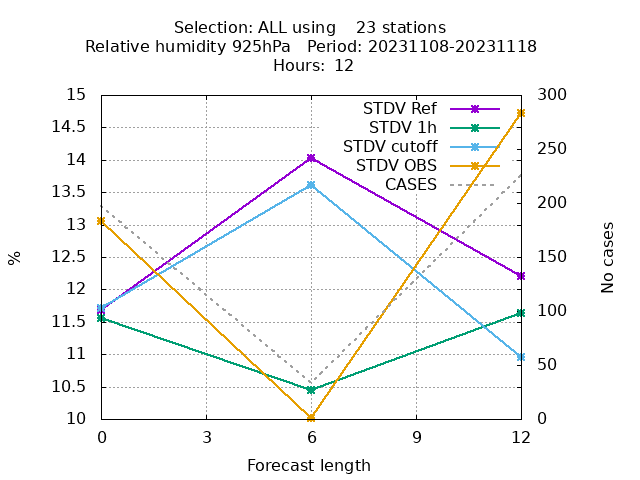 Selection: ALL using    23 stations
Relative humidity 925hPa   Period: 20231108-20231118
Hours: 12
STDV Ref
STDV 1h
STDV cutoff
STDV OBS
CASES
15
14.5
14
13.5
13
12.5
12
11.5
11
10.5
10
%
300
250
200
150
100
50
0
No cases
0 3 6 9 12
Forecast length